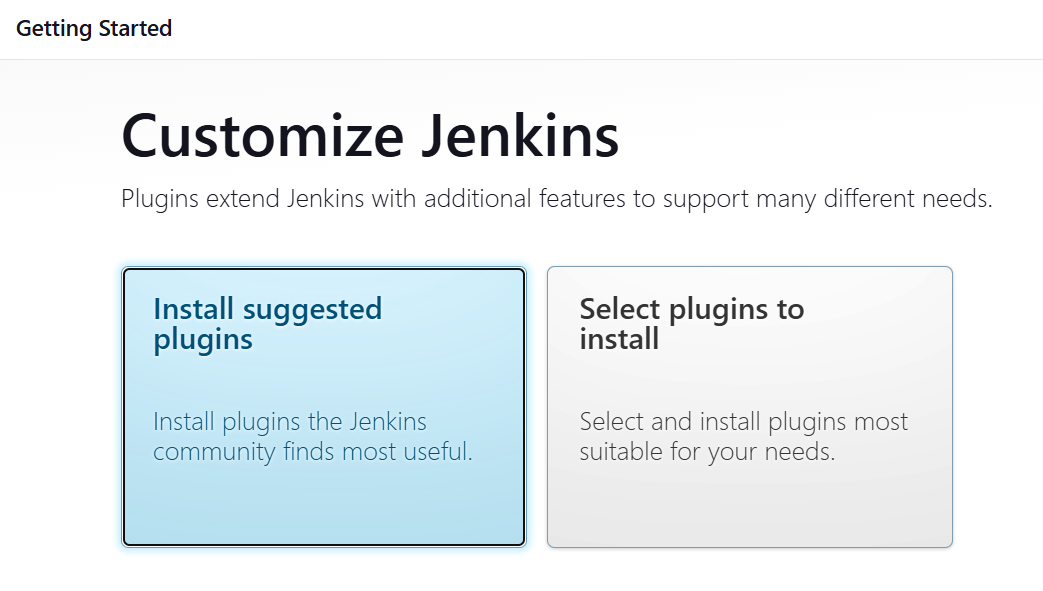 Getting Started
Customize Jenkins
Plugins extend Jenkins with additional features to support many different needs.
Install suggested
plugins
Install plugins the Jenkins
community finds most useful.
Select plugins to
install
Select and install plugins most
suitable for your needs.